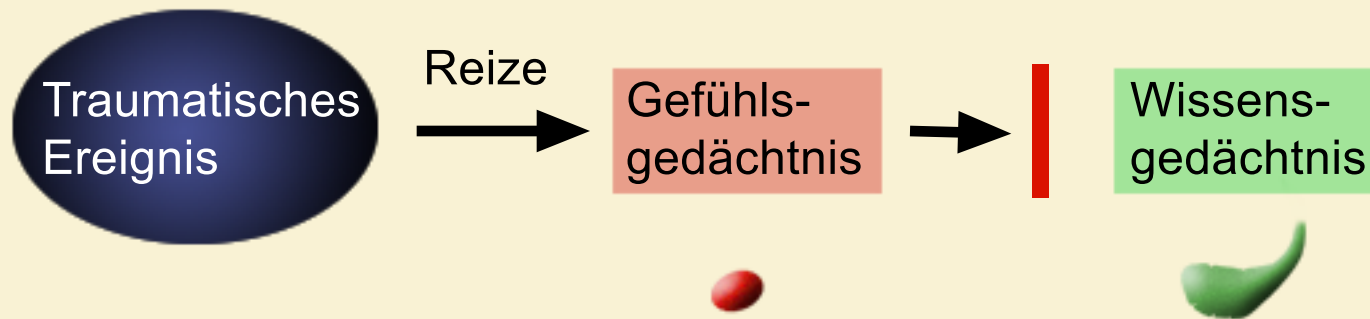 Traumatisches
Ereignis
Reize
Gefühls-
gedächtnis
Wissens-
gedächtnis